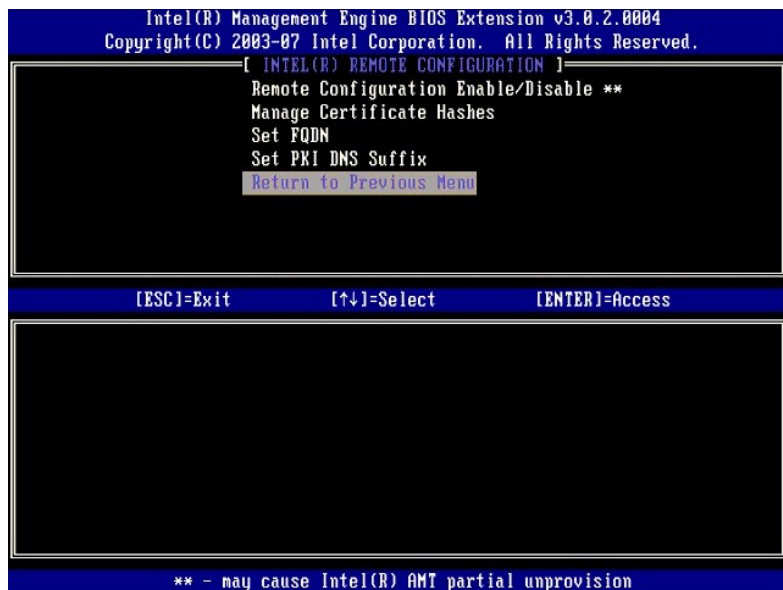 Intel(R) Management Engine BIOS Extension v3.0.2.0004
Copyright(C) 2003-07 Intel Corporation. All Rights Reserved.
[ INTEL(R) REMOTE CONFIGURATION ]
Remote Configuration Enable/Disable **
Manage Certificate Hashes
Set FQDN
Set PKI DNS Suffix
Return to Previous Menu
[ESC]=Exit [↑↓]=Select [ENTER]=Access
** - may cause Intel(R) AMT partial unprovision